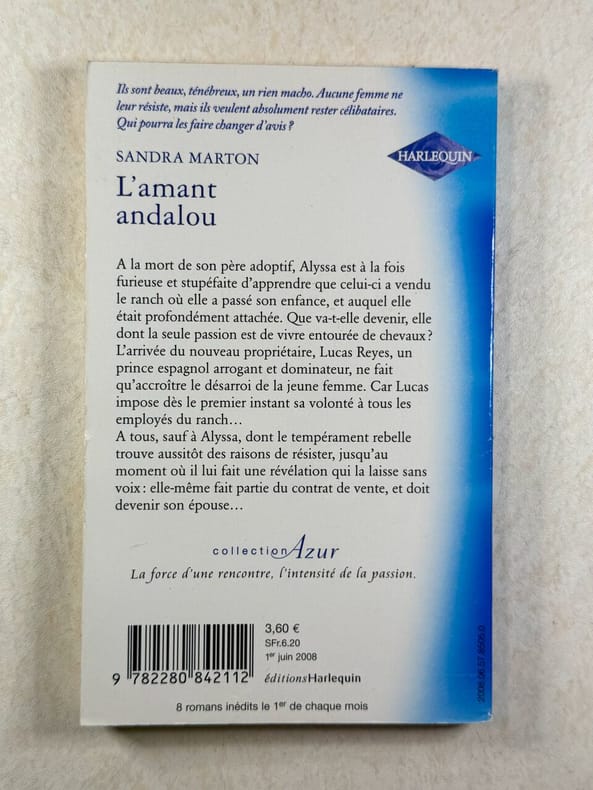 Ils sont beaux, ténébreux, un rien macho. Aucune femme ne
leur résiste, mais ils veulent absolument rester célibataires.
Qui pourra les faire changer d'avis ?
HARLEQUIN
SANDRA MARTON
L'amant
andalou
A la mort de son père adoptif, Alyssa est à la fois
furieuse et stupéfaite d'apprendre que celui-ci a vendu
le ranch où elle a passé son enfance, et auquel elle
était profondément attachée. Que va-t-elle devenir, elle
dont la seule passion est de vivre entourée de chevaux ?
L'arrivée du nouveau propriétaire, Lucas Reyes, un
prince espagnol arrogant et dominateur, ne fait
qu'accroître le désarroi de la jeune femme. Car Lucas
impose dès le premier instant sa volonté à tous les
employés du ranch…
A tous, sauf à Alyssa, dont le tempérament rebelle
trouve aussitôt des raisons de résister, jusqu'au
moment où il lui fait une révélation qui la laisse sans
voix : elle-même fait partie du contrat de vente, et doit
devenir son épouse…
collection Azur
La force d'une rencontre, l'intensité de la passion.
3,60 €
SFr.6.20
1er juin 2008
éditionsHarlequin
9 782280 842112
8 romans inédits le 1er de chaque mois
2008.06.57.8505.0